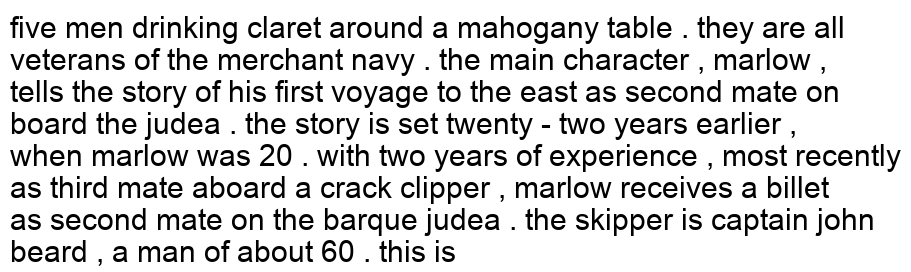 five men drinking claret around a mahogany table . they are all
veterans of the merchant navy . the main character , marlow ,
tells the story of his first voyage to the east as second mate on
board the judea . the story is set twenty - two years earlier ,
when marlow was 20 . with two years of experience , most recently
as third mate aboard a crack clipper , marlow receives a billet
as second mate on the barque judea . the skipper is captain john
beard , a man of about 60 . this is